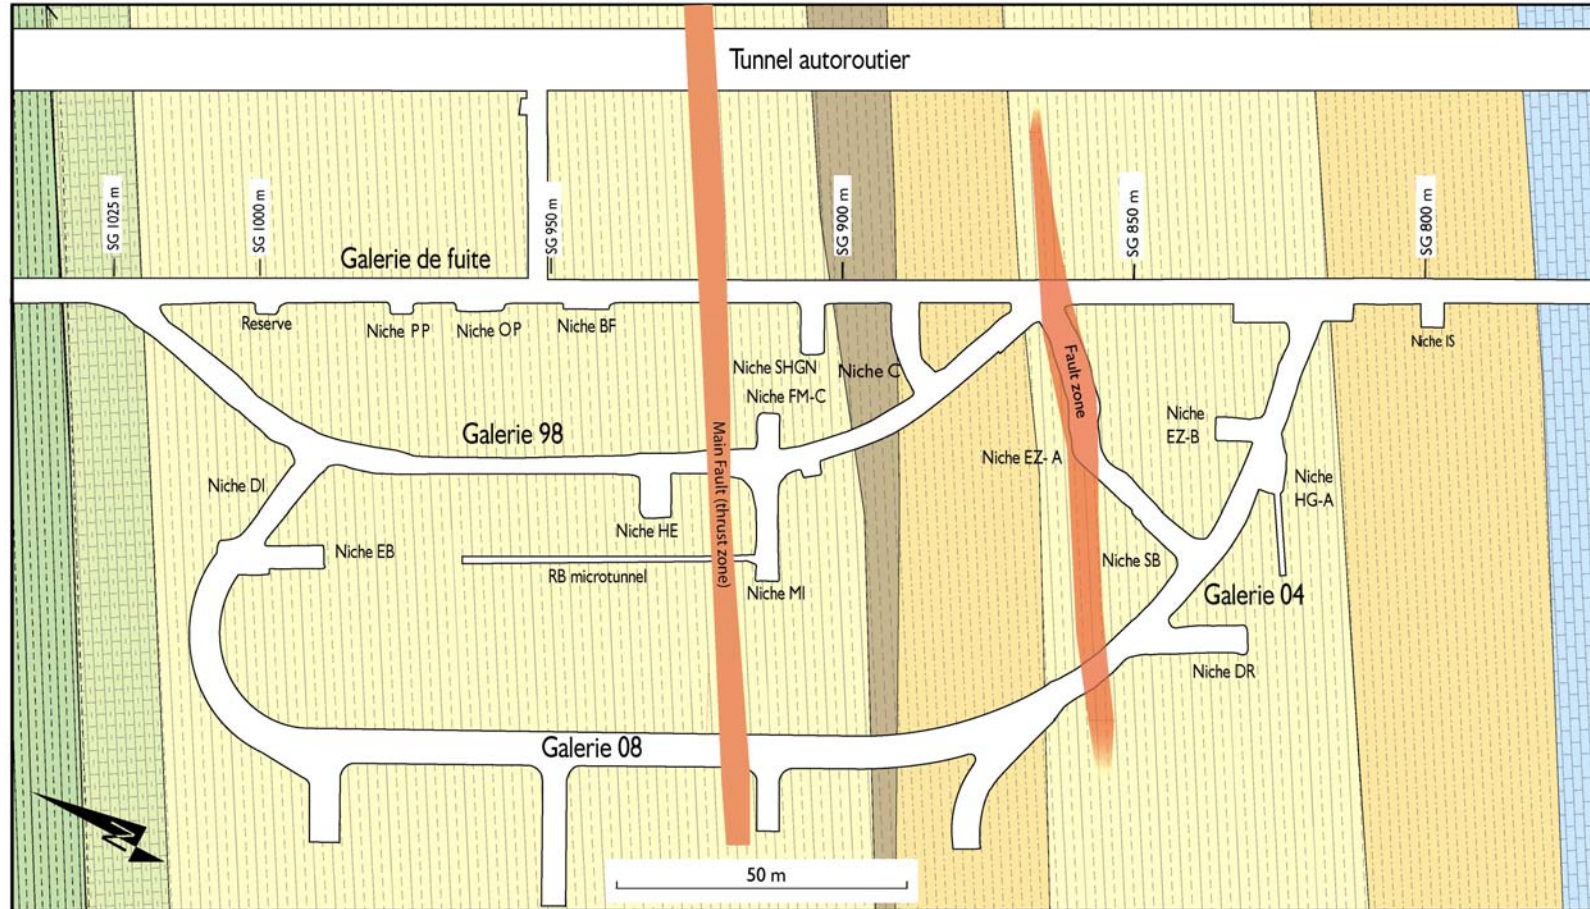 Tunnel autoroutier
SG 1025 m
SG 1000 m
SG 950 m
SG 900 m
SG 850 m
SG 800 m
Galerie de fuite
Reserve
Niche PP
Niche OP
Niche BF
Niche SHGN
Niche C
Niche IS
Niche FM-C
Fault zone
Niche
EZ-B
Galerie 98
Main Fault (thrust zone)
Niche EZ- A
Niche DI
Niche
HG-A
Niche HE
Niche EB
RB microtunnel
Niche MI
Niche SB
Galerie 04
Niche DR
Galerie 08
N
50 m